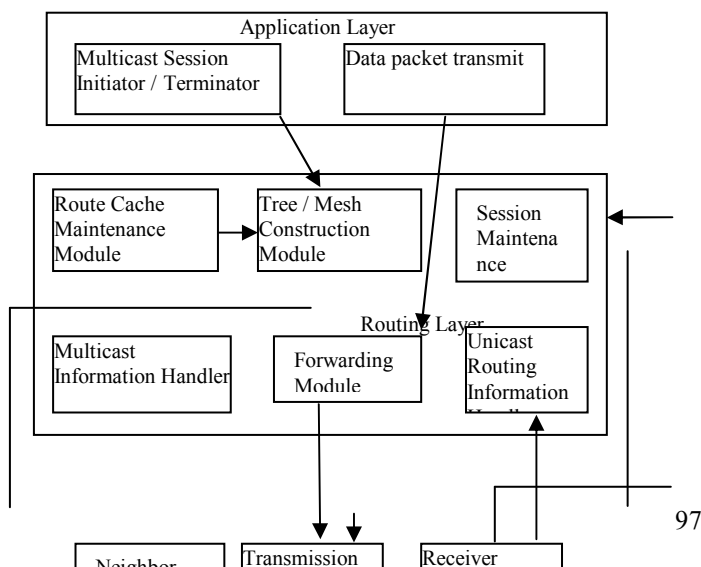 Application Layer
Multicast Session
Initiator / Terminator
Data packet transmit
Route Cache
Maintenance
Module
Tree / Mesh
Construction
Module
Session
Maintena
nce
Routing Layer
Multicast
Information Handler
Forwarding
Module
Unicast
Routing
Information
97
Neighbor
Transmission
Receiver